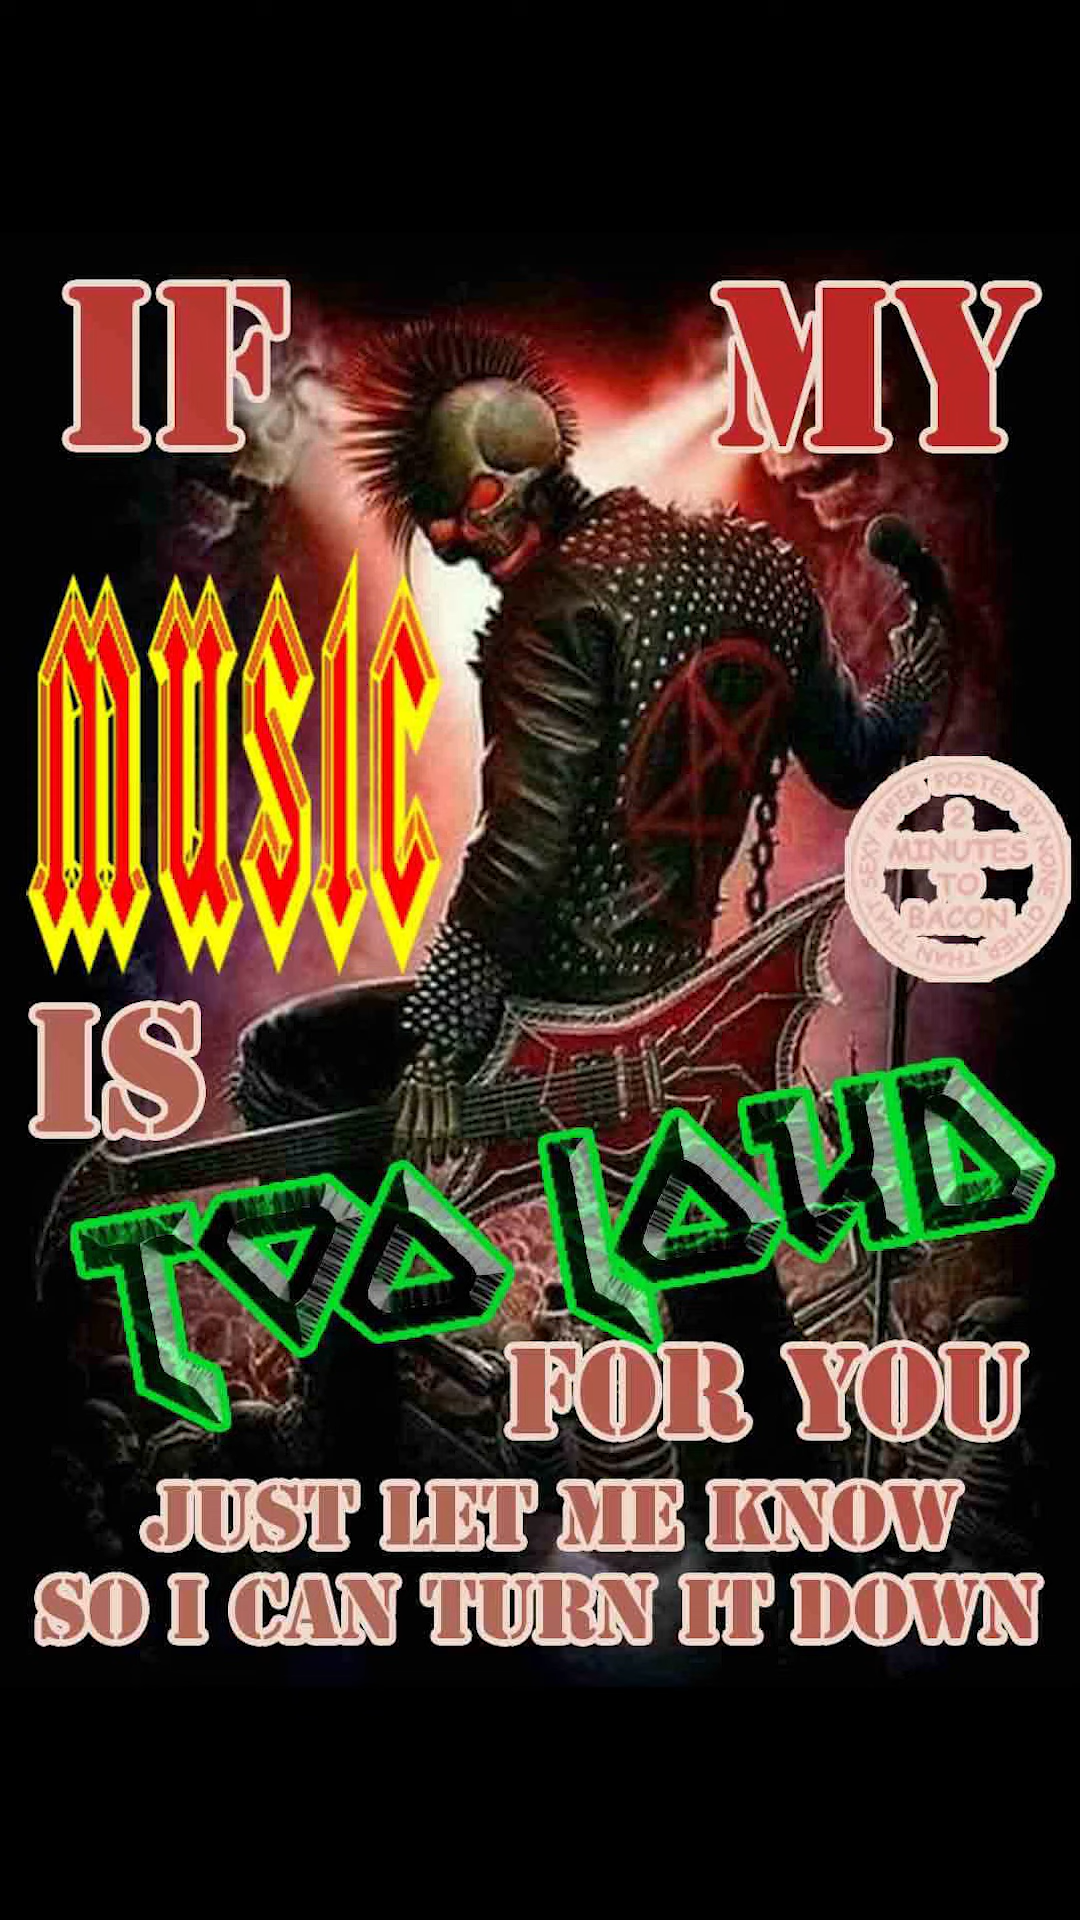 IF MY
MUSIC
IS
TOO LOUD
FOR YOU
JUST LET ME KNOW
SO I CAN TURN IT DOWN
POSTED BY NONE OTHER THAN THAT SEXY MFER
2
MINUTES
TO
BACON